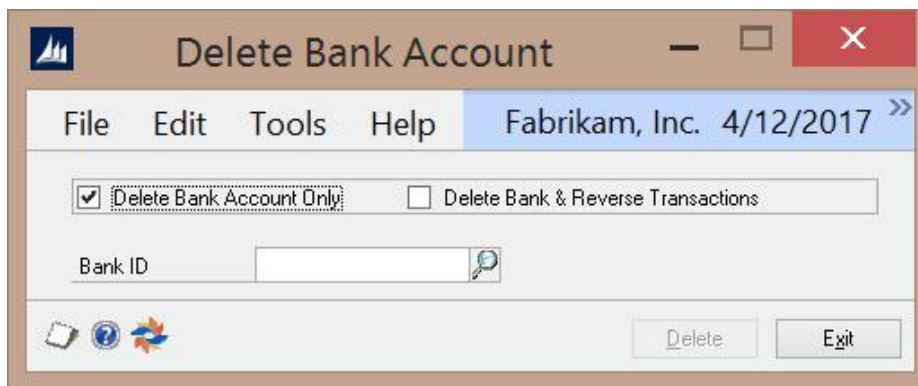 Delete Bank Account
File Edit Tools Help Fabrikam, Inc. 4/12/2017 »
Delete Bank Account Only Delete Bank & Reverse Transactions
Bank ID
Delete Exit